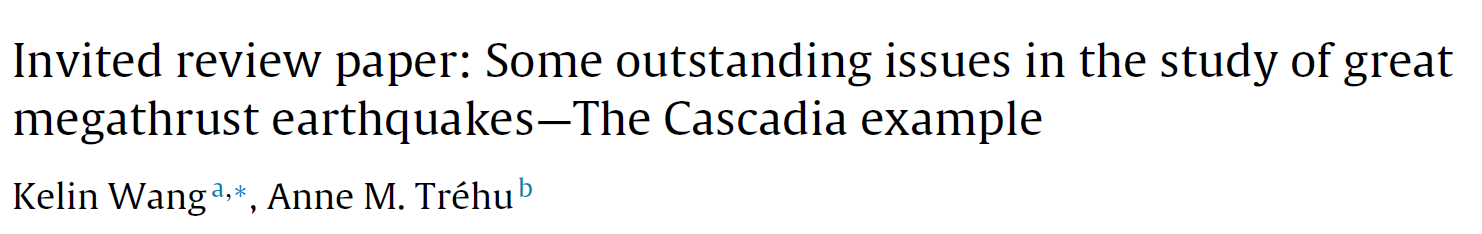 Invited review paper: Some outstanding issues in the study of great
megathrust earthquakes—The Cascadia example
Kelin Wang a,*, Anne M. Tréhu b